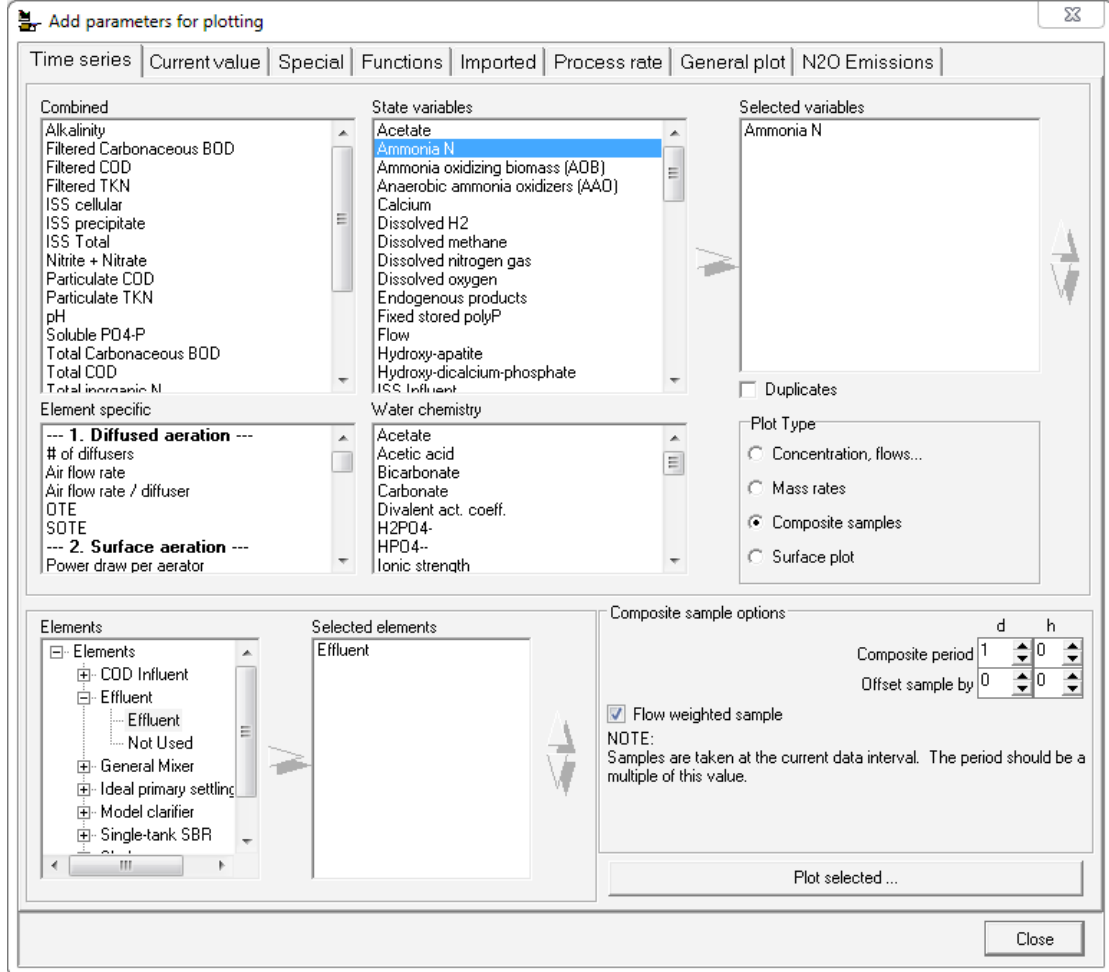 Add parameters for plotting
Time series
Current value
Special
Functions
Imported
Process rate
General plot
N2O Emissions
Combined
Alkalinity
Filtered Carbonaceous BOD
Filtered COD
Filtered TKN
ISS cellular
ISS precipitate
ISS Total
Nitrite + Nitrate
Particulate COD
Particulate TKN
pH
Soluble PO4-P
Total Carbonaceous BOD
Total COD
Total inorganic N
State variables
Acetate
Ammonia N
Ammonia oxidizing biomass (AOB)
Anaerobic ammonia oxidizers (AAO)
Calcium
Dissolved H2
Dissolved methane
Dissolved nitrogen gas
Dissolved oxygen
Endogenous products
Fixed stored polyP
Flow
Hydroxy-apatite
Hydroxy-dicalcium-phosphate
ISS Influent
Selected variables
Ammonia N
Duplicates
Element specific
--- 1. Diffused aeration ---
# of diffusers
Air flow rate
Air flow rate / diffuser
OTE
SOTE
--- 2. Surface aeration ---
Power draw per aerator
Water chemistry
Acetate
Acetic acid
Bicarbonate
Carbonate
Divalent act. coeff.
H2PO4-
HPO4--
Ionic strength
Plot Type
Concentration, flows...
Mass rates
Composite samples
Surface plot
Elements
Elements
COD Influent
Effluent
Effluent
Not Used
General Mixer
Ideal primary settling
Model clarifier
Single-tank SBR
Selected elements
Effluent
Composite sample options
d h
Composite period 1 0
Offset sample by 0 0
Flow weighted sample
NOTE:
Samples are taken at the current data interval. The period should be a
multiple of this value.
Plot selected ...
Close